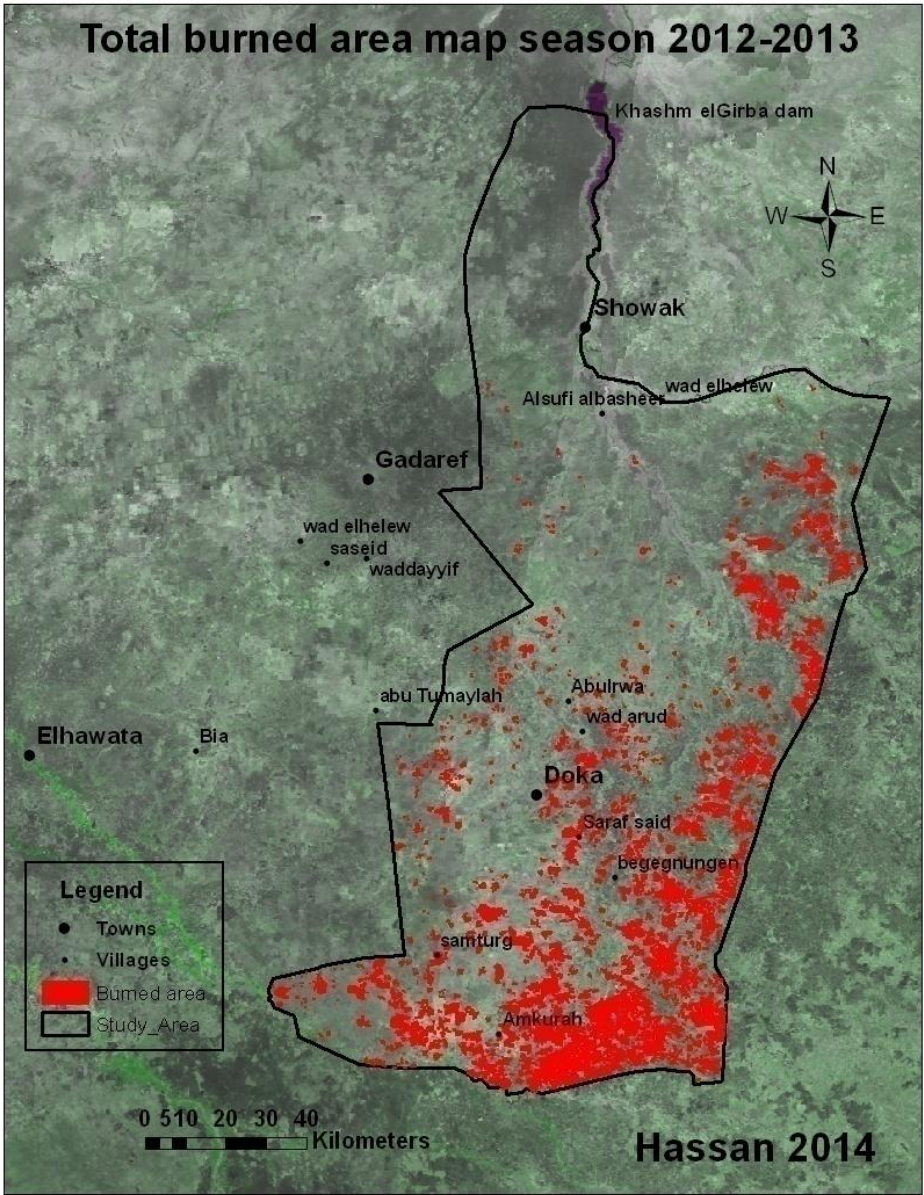 Total burned area map season 2012-2013
Khashm elGirba dam
N
W E
S
Showak
wad elhelew
Alsufi albasheer
Gadaref
wad elhelew
saseid
waddayyif
abu Tumaylah
Abulrwa
wad arud
Elhawata
Bia
Doka
Saraf said
begegnungen
Legend
Towns
Villages
Burned area
Study_Area
samturg
Amkurah
0 5 10 20 30 40
Kilometers
Hassan 2014